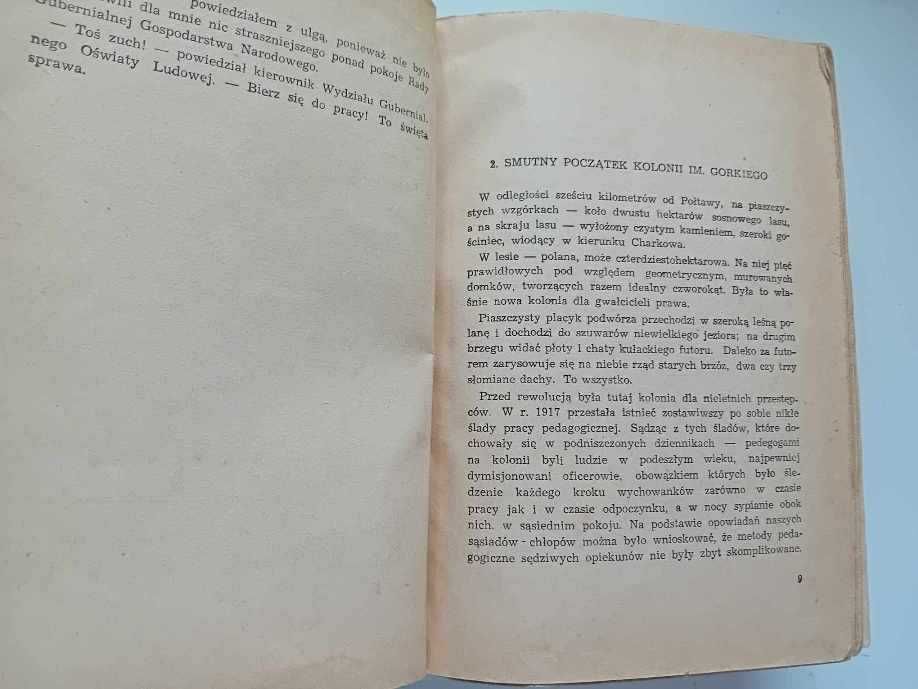 powiedziałem z ulgą, ponieważ nie było
dla mnie nic straszniejszego ponad pokoje Rady
Gubernialnej Gospodarstwa Narodowego.
— Toś zuch! — powiedział kierownik Wydziału Gubernial.
nego Oświaty Ludowej. — Bierz się do pracy! To święta
sprawa.
2. SMUTNY POCZĄTEK KOLONII IM. GORKIEGO
W odległości sześciu kilometrów od Połtawy, na piaszczy-
stych wzgórkach — koło dwustu hektarów sosnowego lasu,
a na skraju lasu — wyłożony czystym kamieniem, szeroki go-
ściniec, wiodący w kierunku Charkowa.
W lesie — polana, może czterdziestohektarowa. Na niej pięć
prawidłowych pod względem geometrycznym, murowanych
domków, tworzących razem idealny czworokąt. Była to wła-
śnie nowa kolonia dla gwałcicieli prawa.
Piaszczysty placyk podwórza przechodzi w szeroką leśną po-
lanę i dochodzi do szuwarów niewielkiego jeziora; na drugim
brzegu widać płoty i chaty kułackiego futoru. Daleko za futo-
rem zarysowuje się na niebie rząd starych brzóz, dwa czy trzy
słomiane dachy. To wszystko.
Przed rewolucją była tutaj kolonia dla nieletnich przestęp-
ców. W r. 1917 przestała istnieć zostawiwszy po sobie nikłe
ślady pracy pedagogicznej. Sądząc z tych śladów, które do-
chowały się w podniszczonych dziennikach — pedegogami
na kolonii byli ludzie w podeszłym wieku, najpewniej
dymisjonowani oficerowie, obowązkiem których było śle-
dzenie każdego kroku wychowanków zarówno w czasie
pracy jak i w czasie odpoczynku, a w nocy sypianie obok
nich. w sąsiednim pokoju. Na podstawie opowiadań naszych
sąsiadów - chłopów można było wnioskować, że metody peda-
gogiczne sędziwych opiekunów nie były zbyt skomplikowane.
9